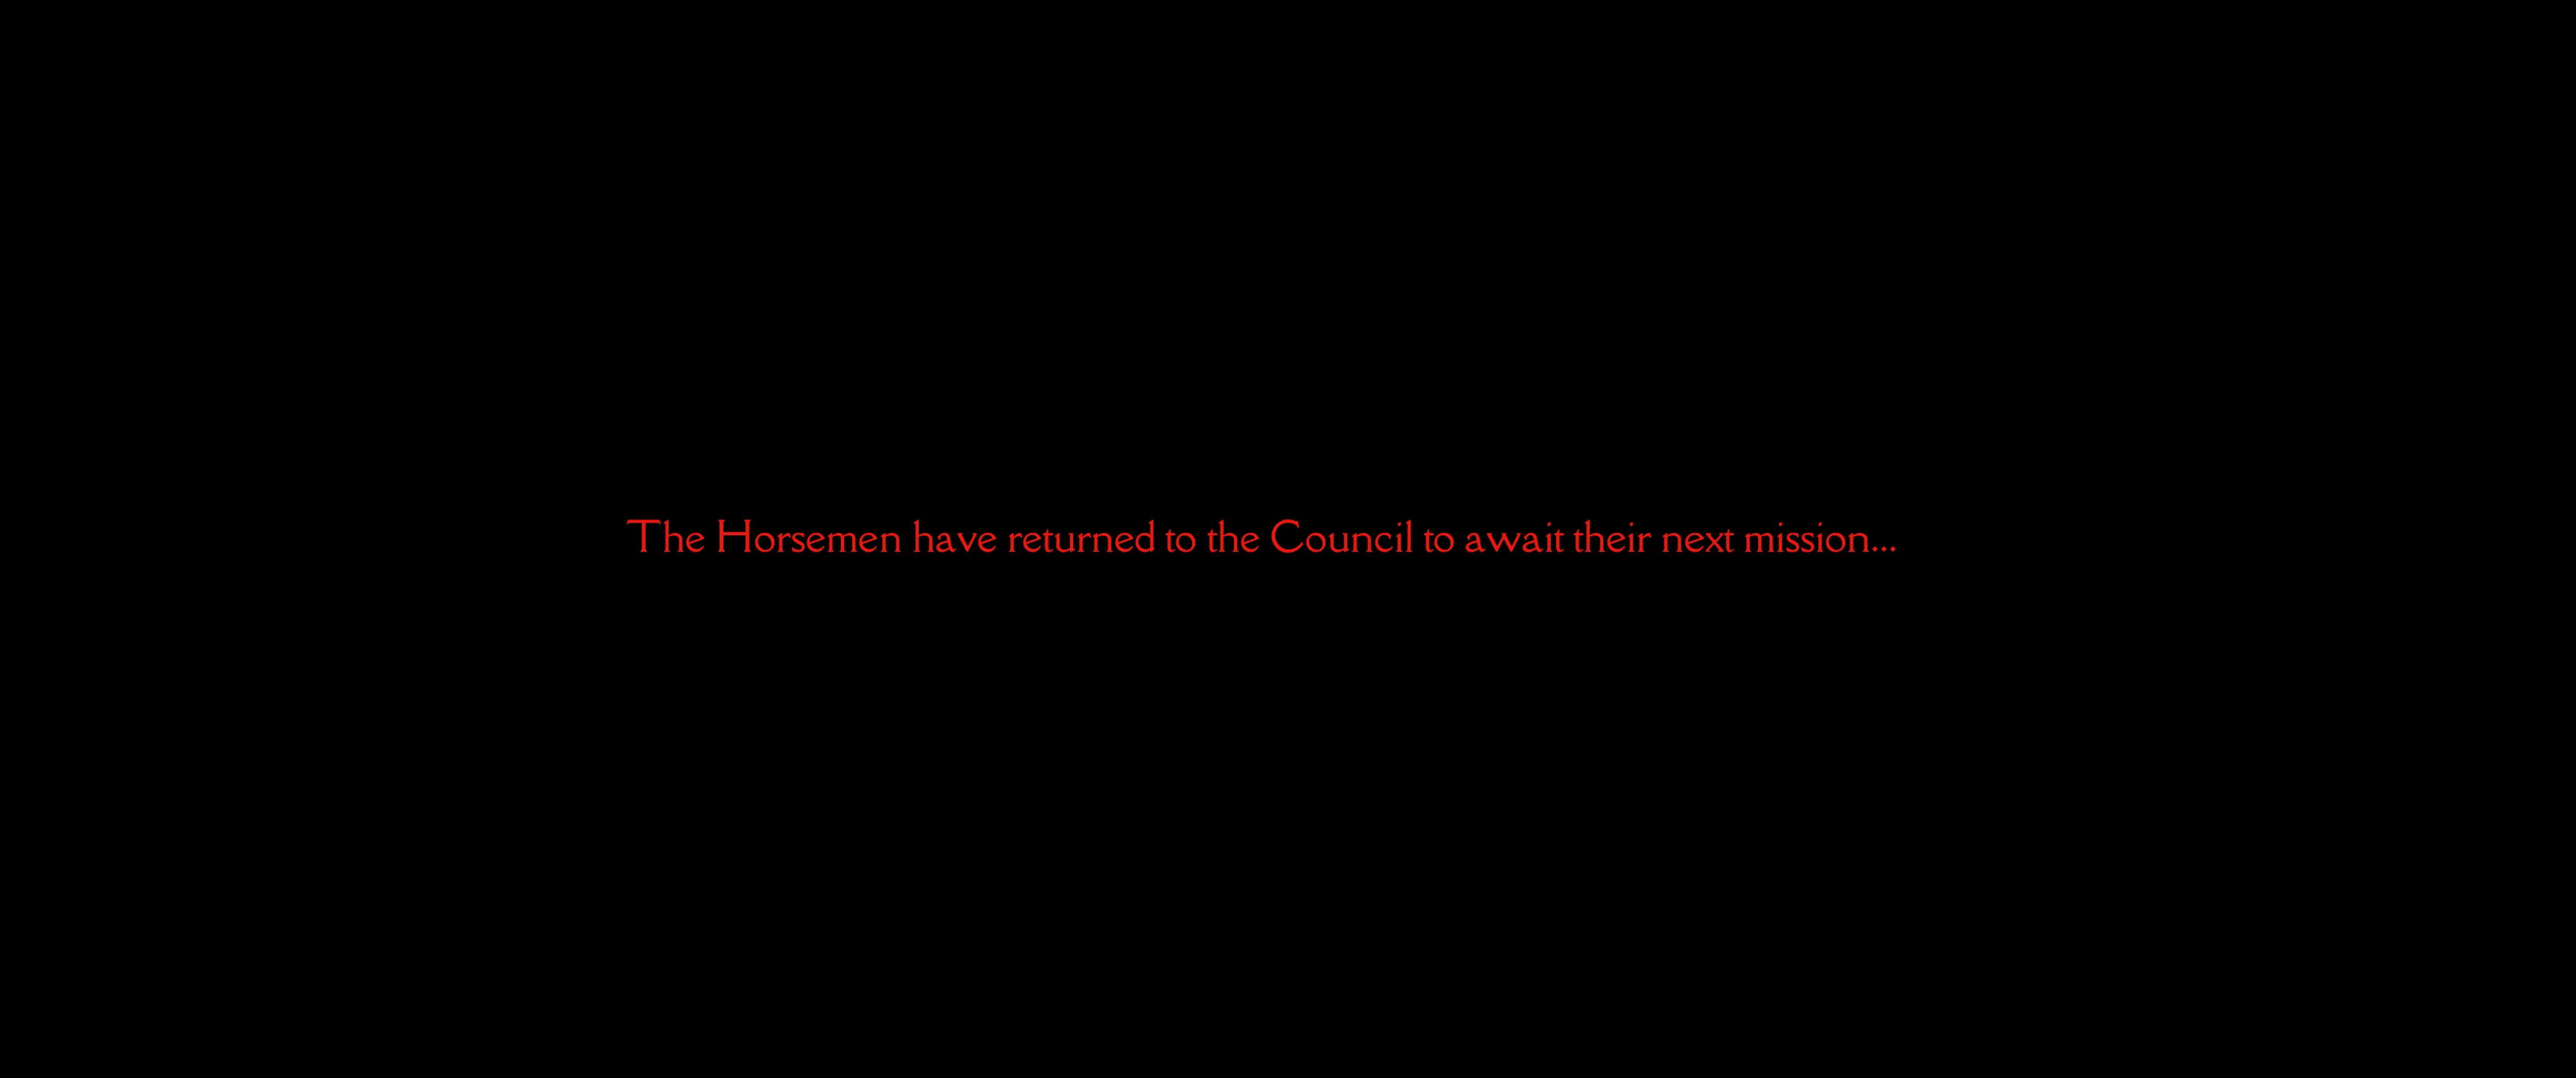 The Horsemen have returned to the Council to await their next mission...